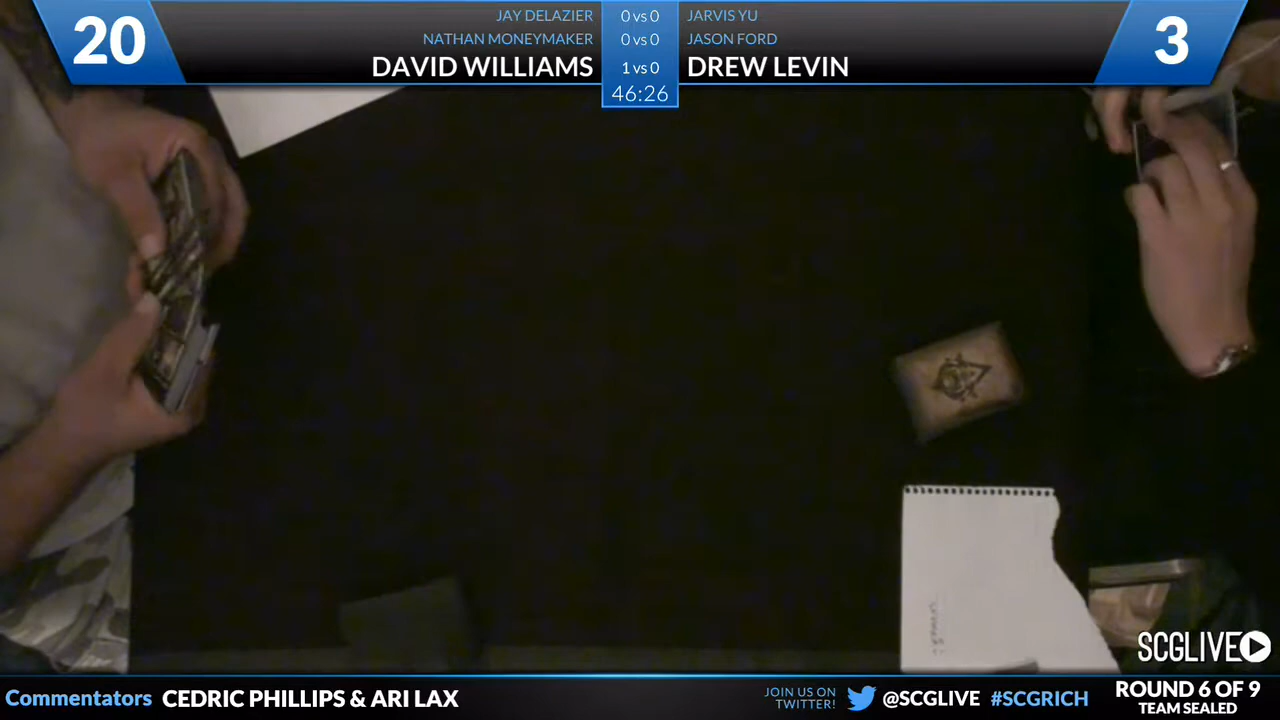 20
JAY DELAZIER 0 vs 0 JARVIS YU
NATHAN MONEYMAKER 0 vs 0 JASON FORD
DAVID WILLIAMS 1 vs 0 DREW LEVIN
46:26
3
SCGLIVE
Commentators CEDRIC PHILLIPS & ARI LAX
JOIN US ON TWITTER! @SCGLIVE #SCGRICH
ROUND 6 OF 9
TEAM SEALED